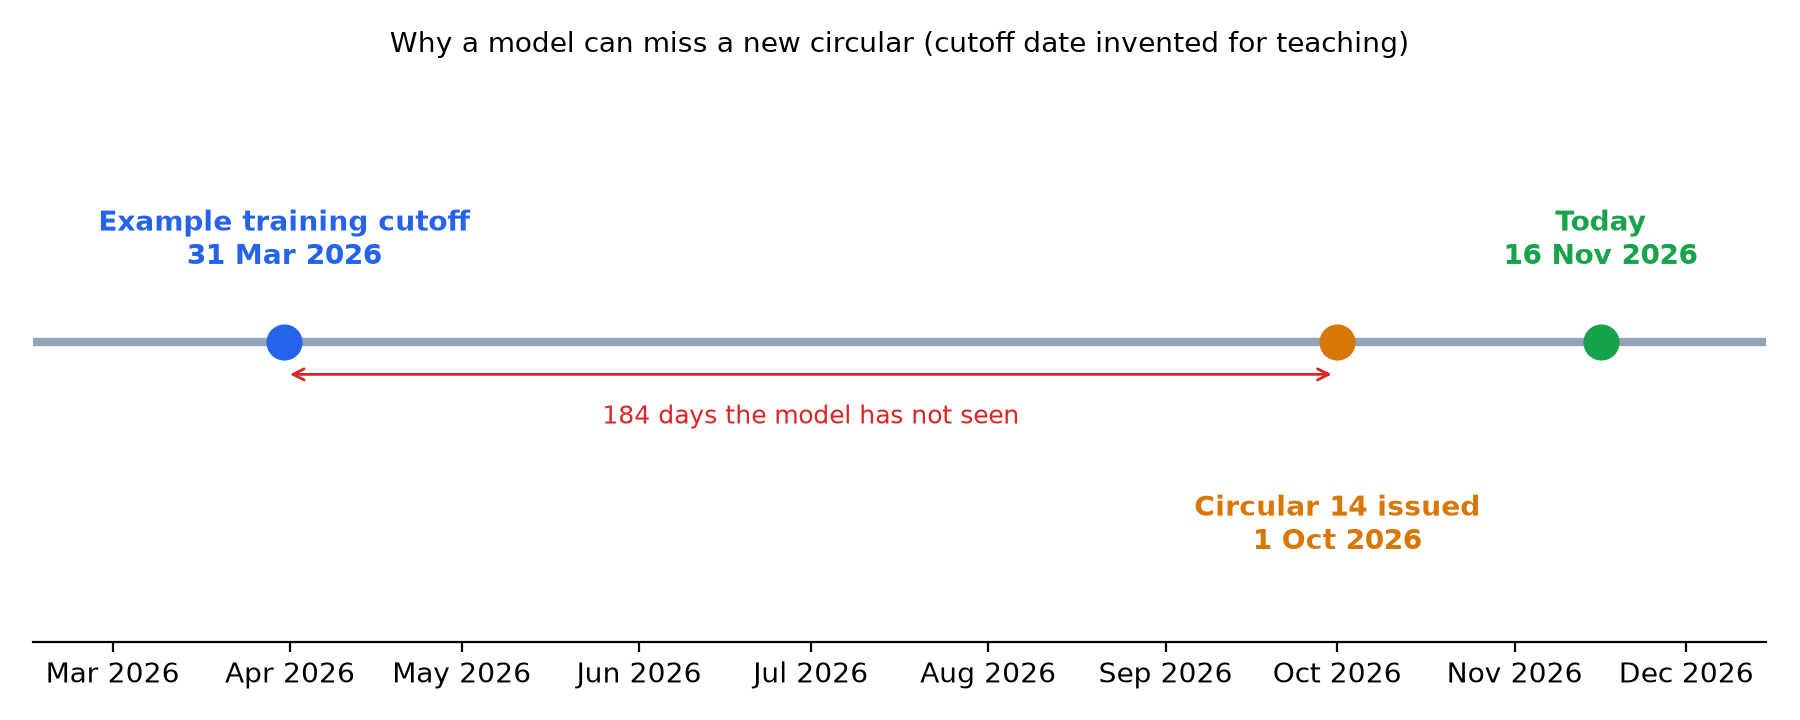 Why a model can miss a new circular (cutoff date invented for teaching)
Example training cutoff
31 Mar 2026
Today
16 Nov 2026
184 days the model has not seen
Circular 14 issued
1 Oct 2026
Mar 2026 Apr 2026 May 2026 Jun 2026 Jul 2026 Aug 2026 Sep 2026 Oct 2026 Nov 2026 Dec 2026